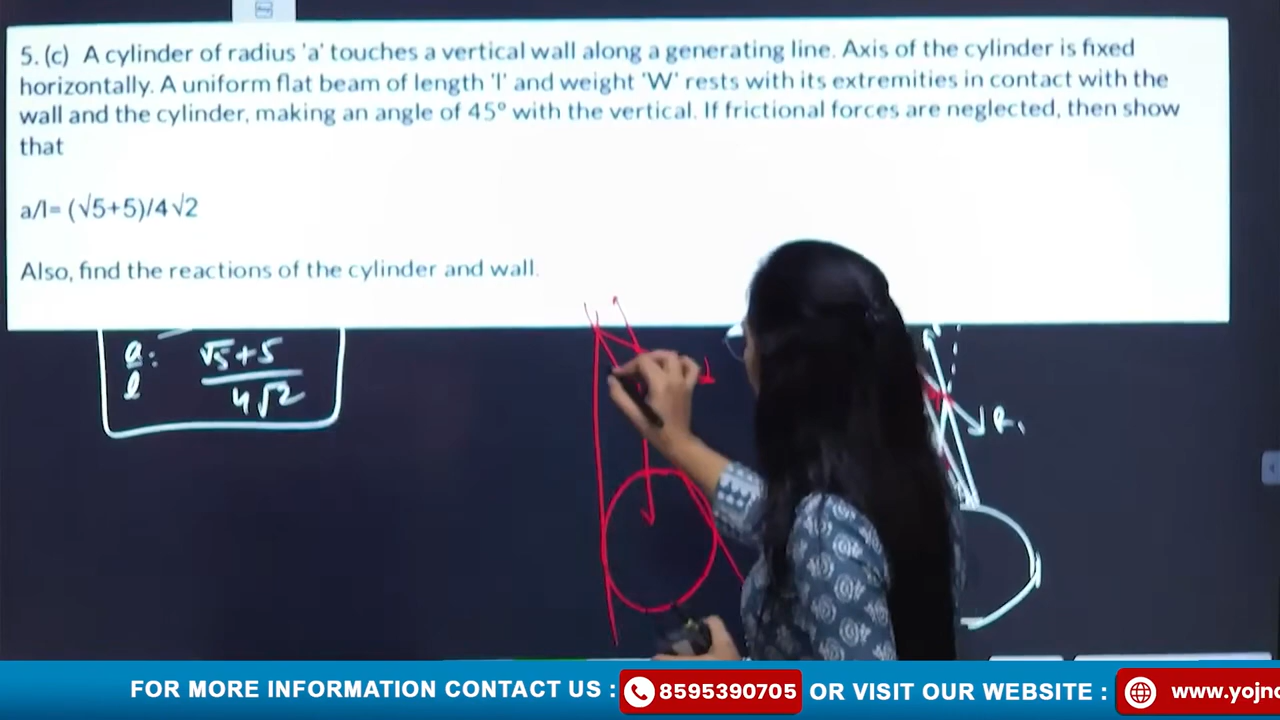 5. (c) A cylinder of radius 'a' touches a vertical wall along a generating line. Axis of the cylinder is fixed
horizontally. A uniform flat beam of length 'l' and weight 'W' rests with its extremities in contact with the
wall and the cylinder, making an angle of 45° with the vertical. If frictional forces are neglected, then show
that
a/l= (√5+5)/4√2
Also, find the reactions of the cylinder and wall.
a/l : √5+5/4√2
R₁
FOR MORE INFORMATION CONTACT US : 8595390705 OR VISIT OUR WEBSITE : www.yojn